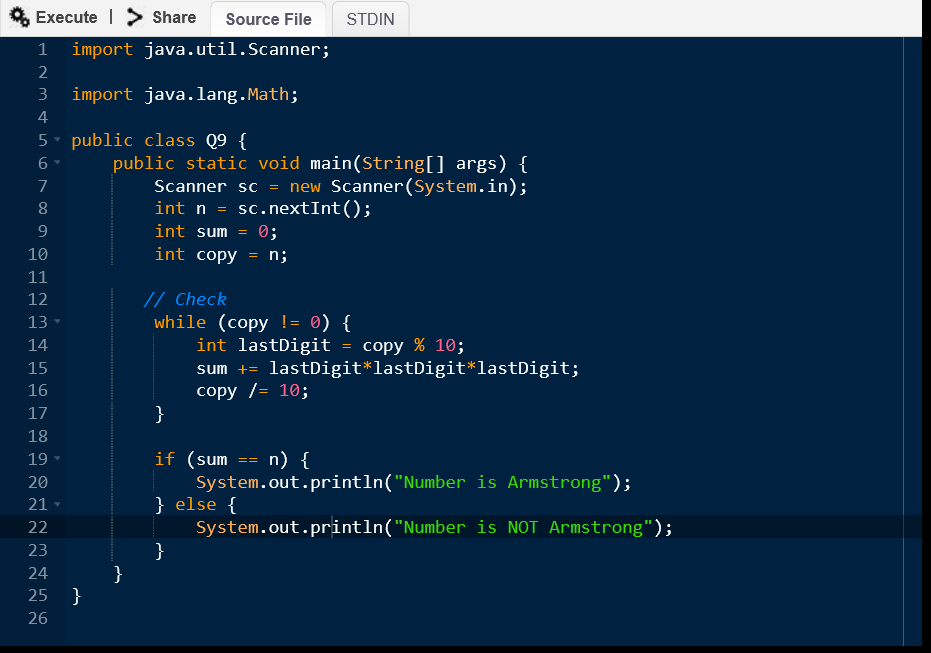 Execute | Share Source File STDIN
1 import java.util.Scanner;
2
3 import java.lang.Math;
4
5 public class Q9 {
6 public static void main(String[] args) {
7 Scanner sc = new Scanner(System.in);
8 int n = sc.nextInt();
9 int sum = 0;
10 int copy = n;
11
12 // Check
13 while (copy != 0) {
14 int lastDigit = copy % 10;
15 sum += lastDigit*lastDigit*lastDigit;
16 copy /= 10;
17 }
18
19 if (sum == n) {
20 System.out.println("Number is Armstrong");
21 } else {
22 System.out.println("Number is NOT Armstrong");
23 }
24 }
25 }
26